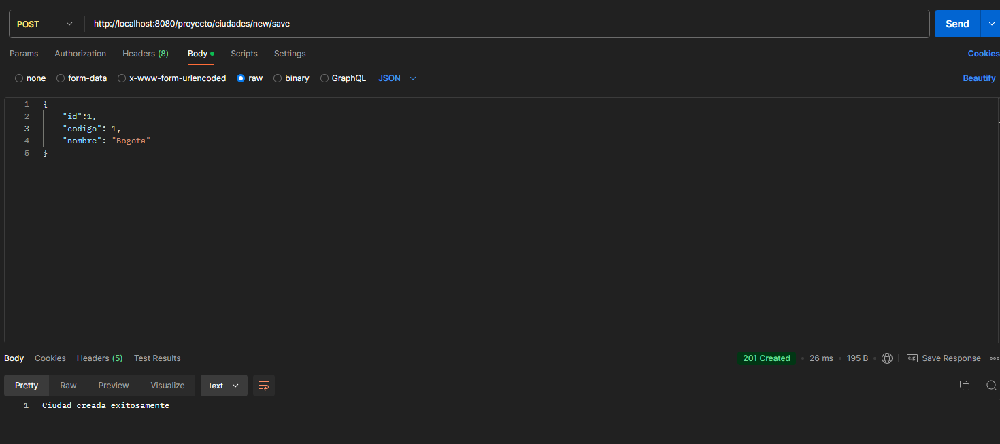 POST http://localhost:8080/proyecto/ciudades/new/save Send
Params Authorization Headers (8) Body Scripts Settings Cookies
none form-data x-www-form-urlencoded raw binary GraphQL JSON Beautify
1 {
2 "id":1,
3 "codigo": 1,
4 "nombre": "Bogota"
5 }
Body Cookies Headers (5) Test Results 201 Created 26 ms 195 B e.g. Save Response
Pretty Raw Preview Visualize Text
1 Ciudad creada exitosamente